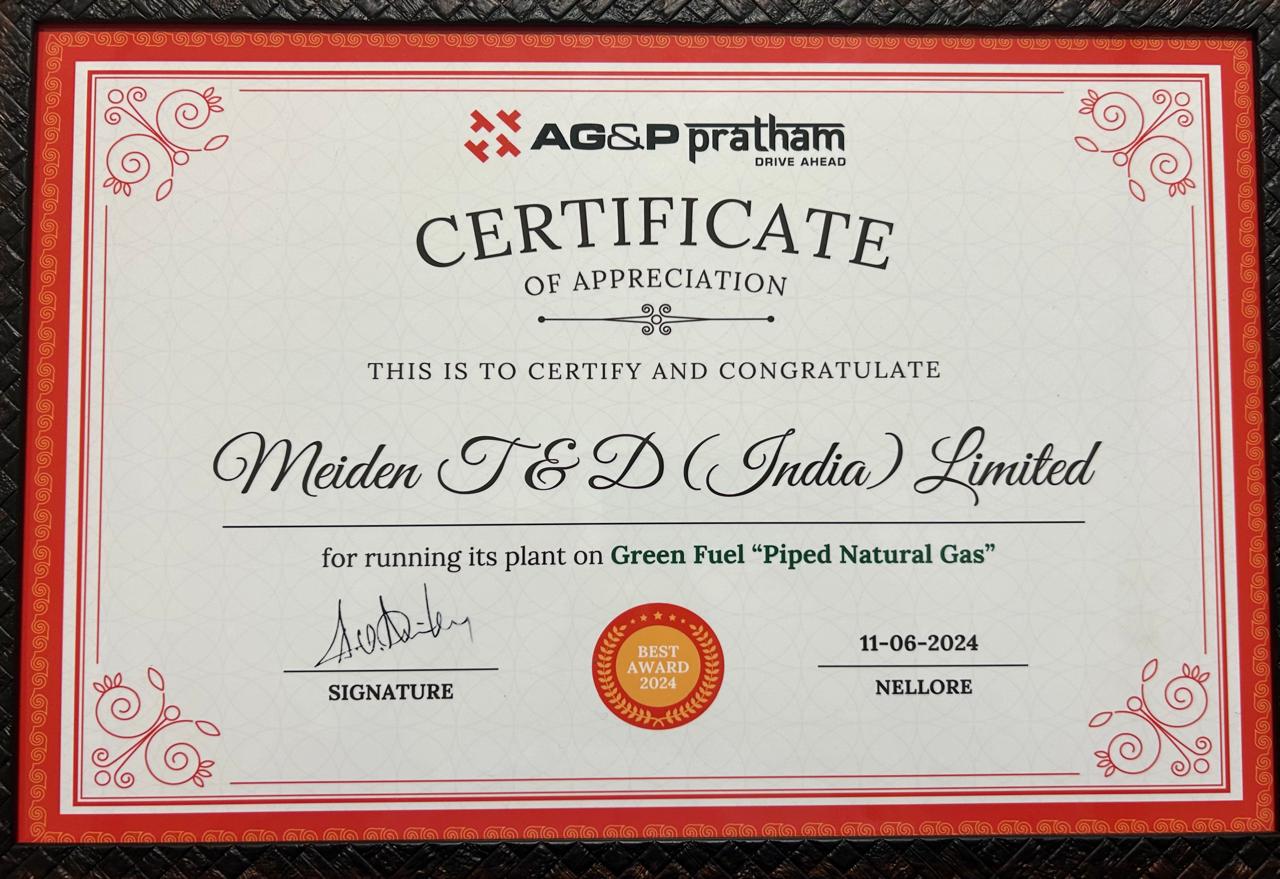 AG&P pratham
DRIVE AHEAD
CERTIFICATE
OF APPRECIATION
THIS IS TO CERTIFY AND CONGRATULATE
Meiden T & D (India) Limited
for running its plant on Green Fuel “Piped Natural Gas”
SIGNATURE
BEST
AWARD
2024
11-06-2024
NELLORE